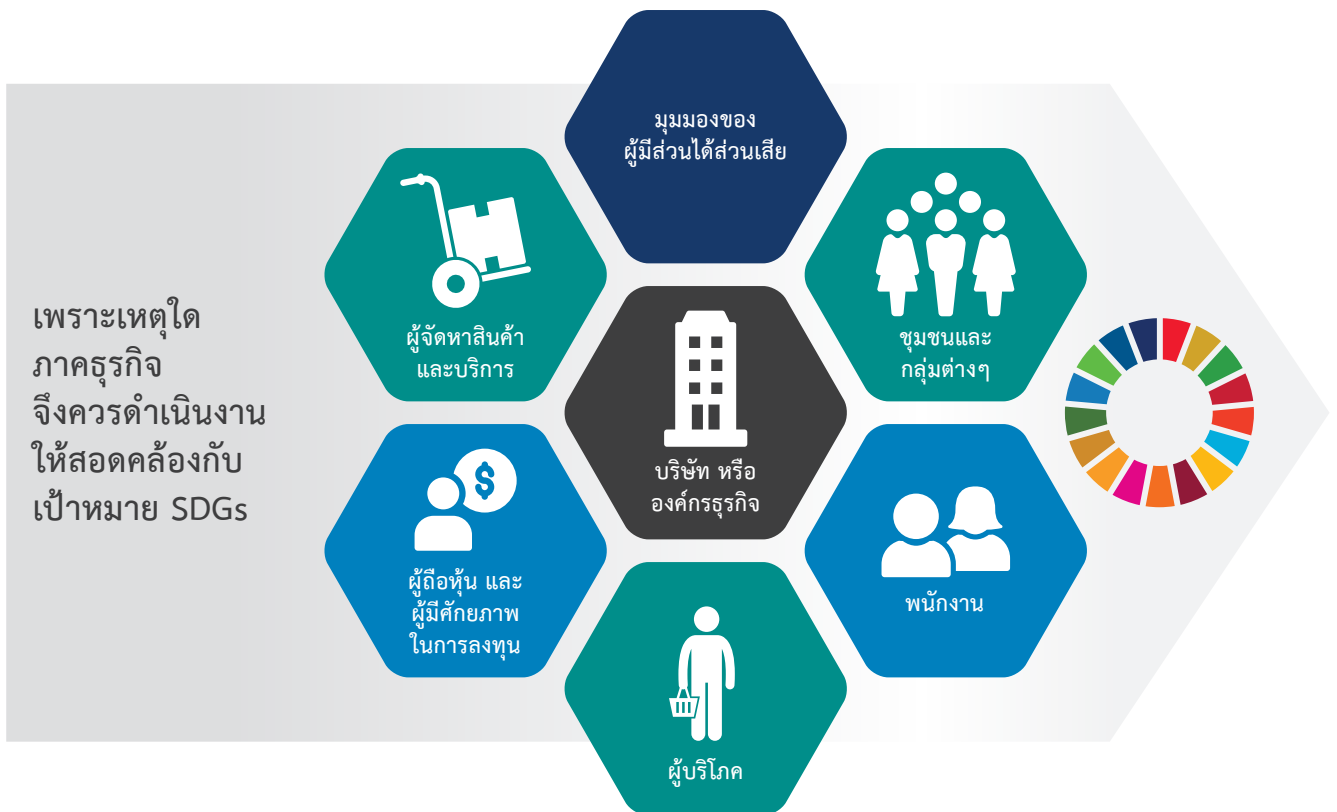 เพราะเหตุใด
ภาคธุรกิจ
จึงควรดำเนินงาน
ให้สอดคล้องกับ
เป้าหมาย SDGs
มุมมองของ
ผู้มีส่วนได้ส่วนเสีย
ผู้จัดหาสินค้า
และบริการ
ชุมชนและ
กลุ่มต่างๆ
บริษัท หรือ
องค์กรธุรกิจ
$
ผู้ถือหุ้น และ
ผู้มีศักยภาพ
ในการลงทุน
พนักงาน
ผู้บริโภค